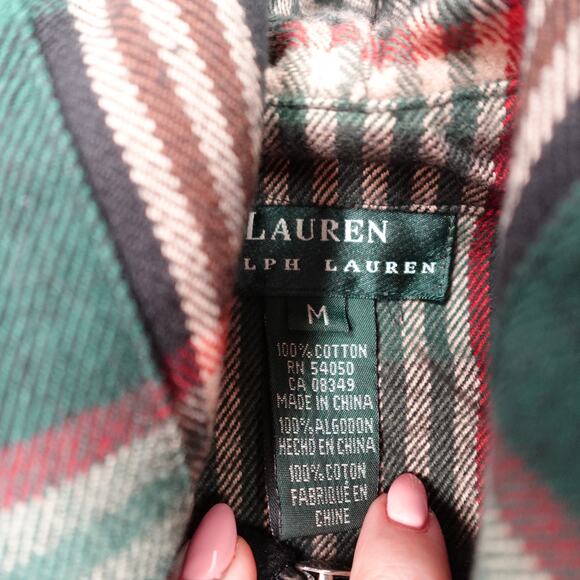 LAUREN
LPH LAUREN
M
100% COTTON
RN 54050
CA 08349
MADE IN CHINA
100% ALGODON
HECHO EN CHINA
100% COTON
FABRIQUÉ EN
CHINE